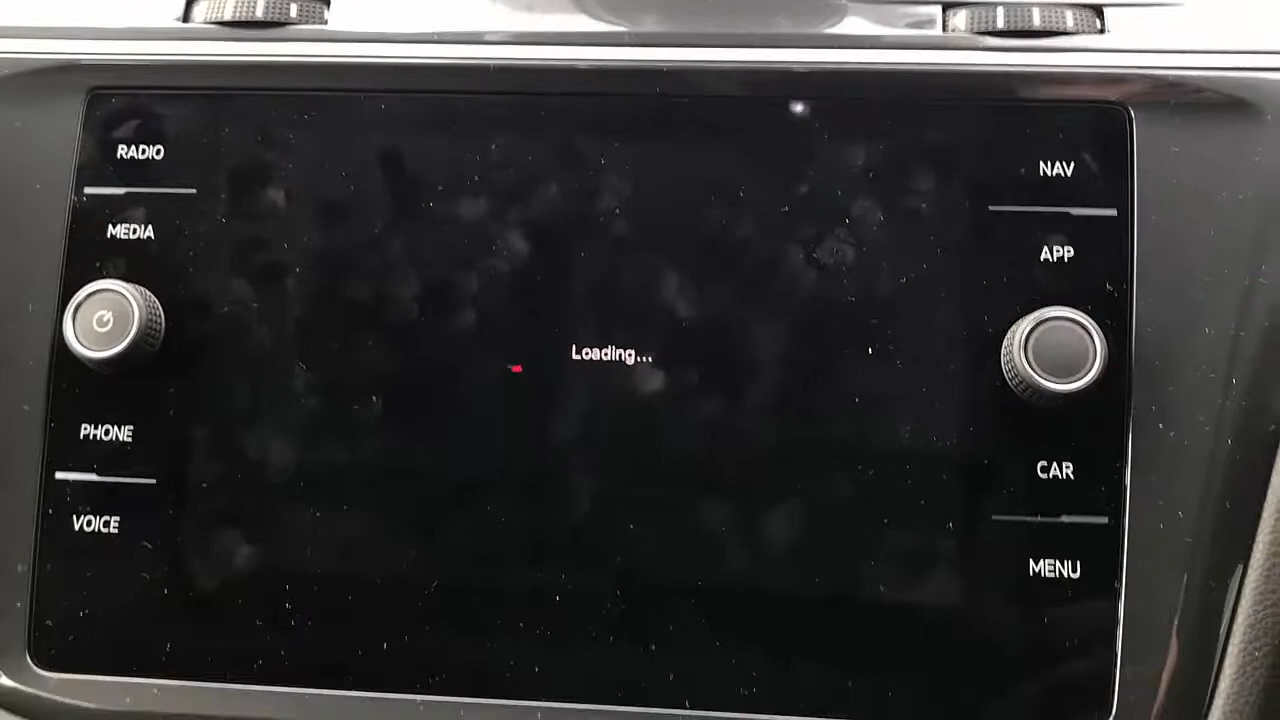 RADIO
MEDIA
PHONE
VOICE
Loading...
NAV
APP
CAR
MENU